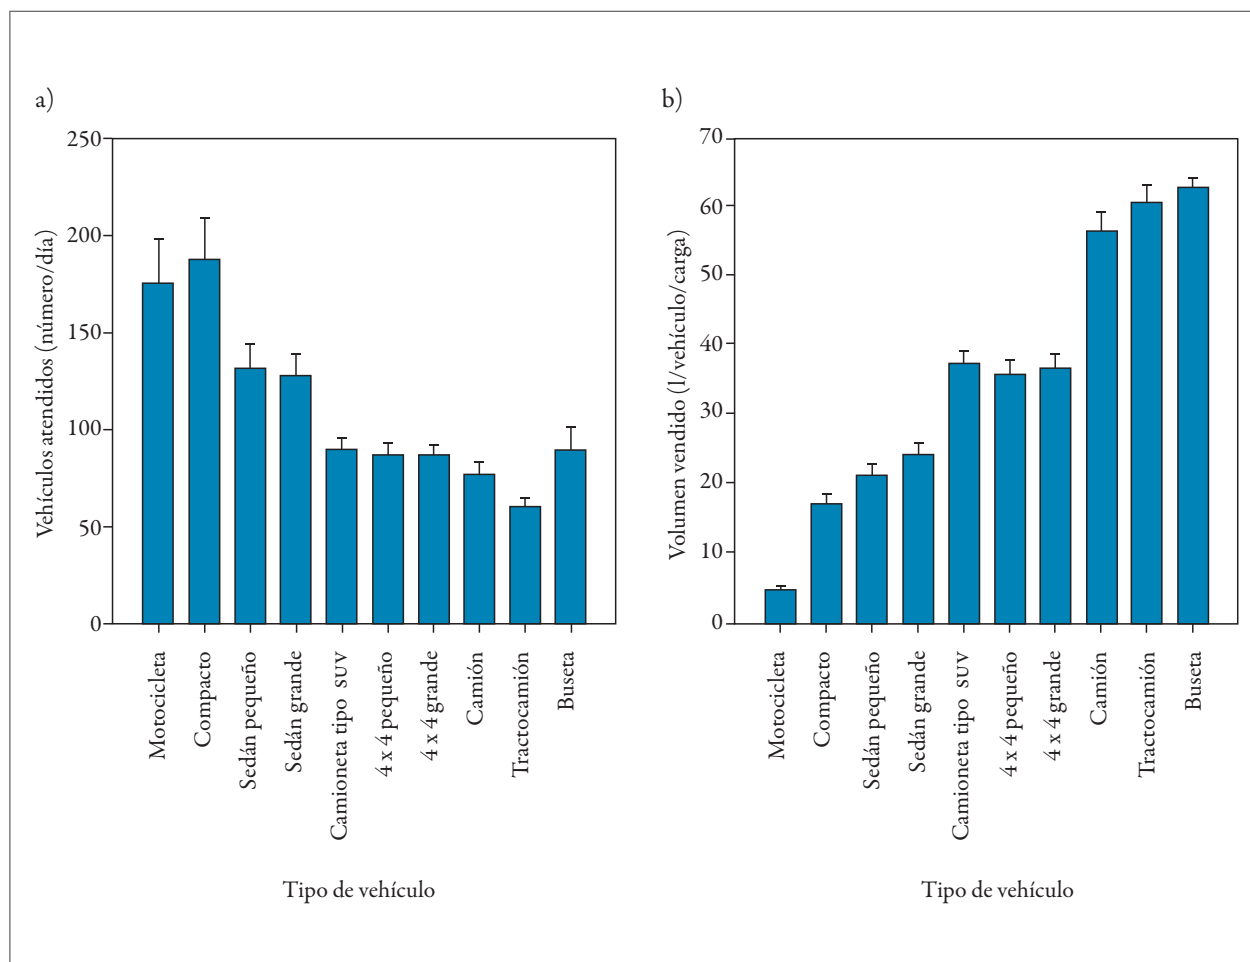 a)
Vehículos atendidos (número/día)
250
200
150
100
50
0
Motocicleta
Compacto
Sedán pequeño
Sedán grande
Camioneta tipo SUV
4 x 4 pequeño
4 x 4 grande
Camión
Tractocamión
Buseta
Tipo de vehículo
b)
Volumen vendido (l/vehículo/carga)
70
60
50
40
30
20
10
0
Motocicleta
Compacto
Sedán pequeño
Sedán grande
Camioneta tipo SUV
4 x 4 pequeño
4 x 4 grande
Camión
Tractocamión
Buseta
Tipo de vehículo